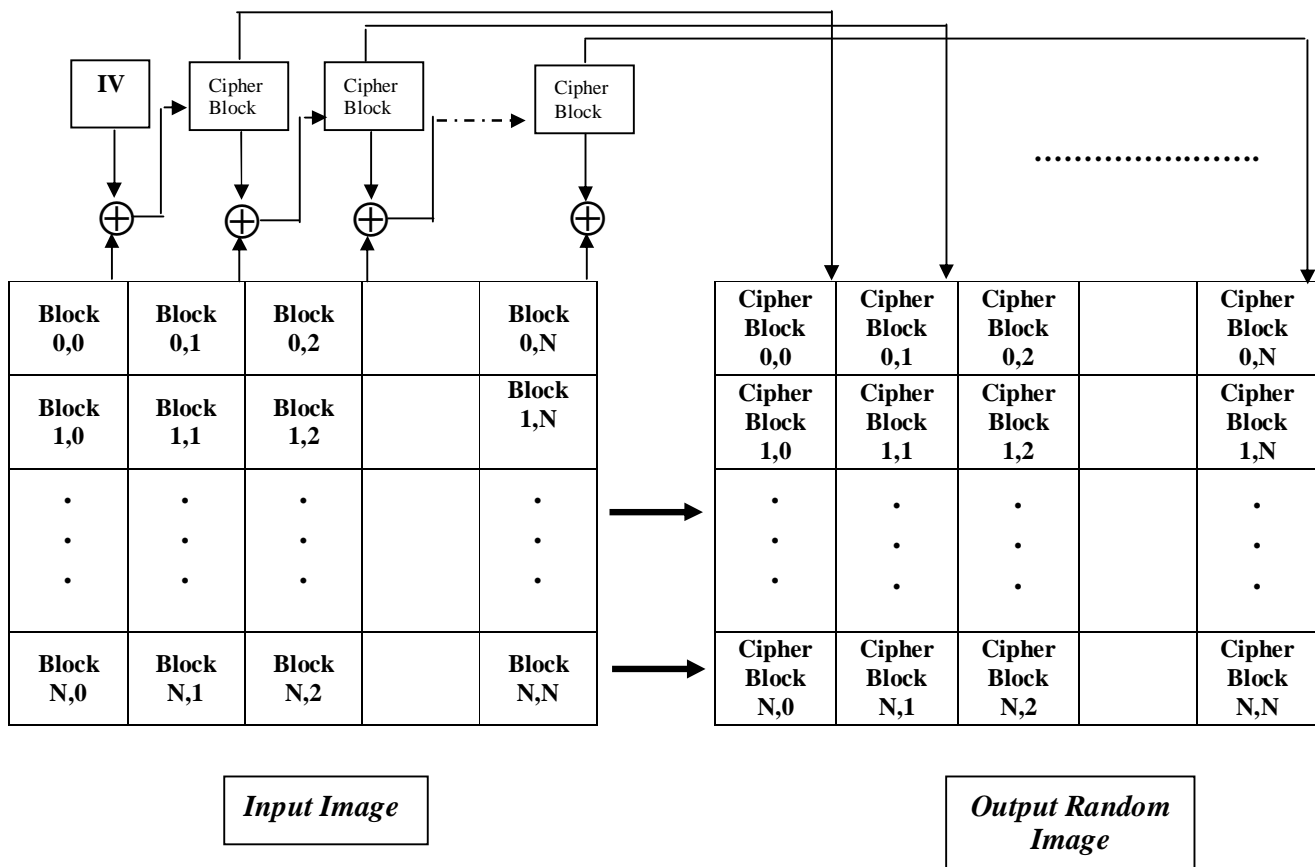 IV
Cipher
Block
Cipher
Block
Cipher
Block
Block
0,0
Block
0,1
Block
0,2
Block
0,N
Block
1,0
Block
1,1
Block
1,2
Block
1,N
Block
N,0
Block
N,1
Block
N,2
Block
N,N
Cipher
Block
0,0
Cipher
Block
0,1
Cipher
Block
0,2
Cipher
Block
0,N
Cipher
Block
1,0
Cipher
Block
1,1
Cipher
Block
1,2
Cipher
Block
1,N
Cipher
Block
N,0
Cipher
Block
N,1
Cipher
Block
N,2
Cipher
Block
N,N
Input Image
Output Random
Image